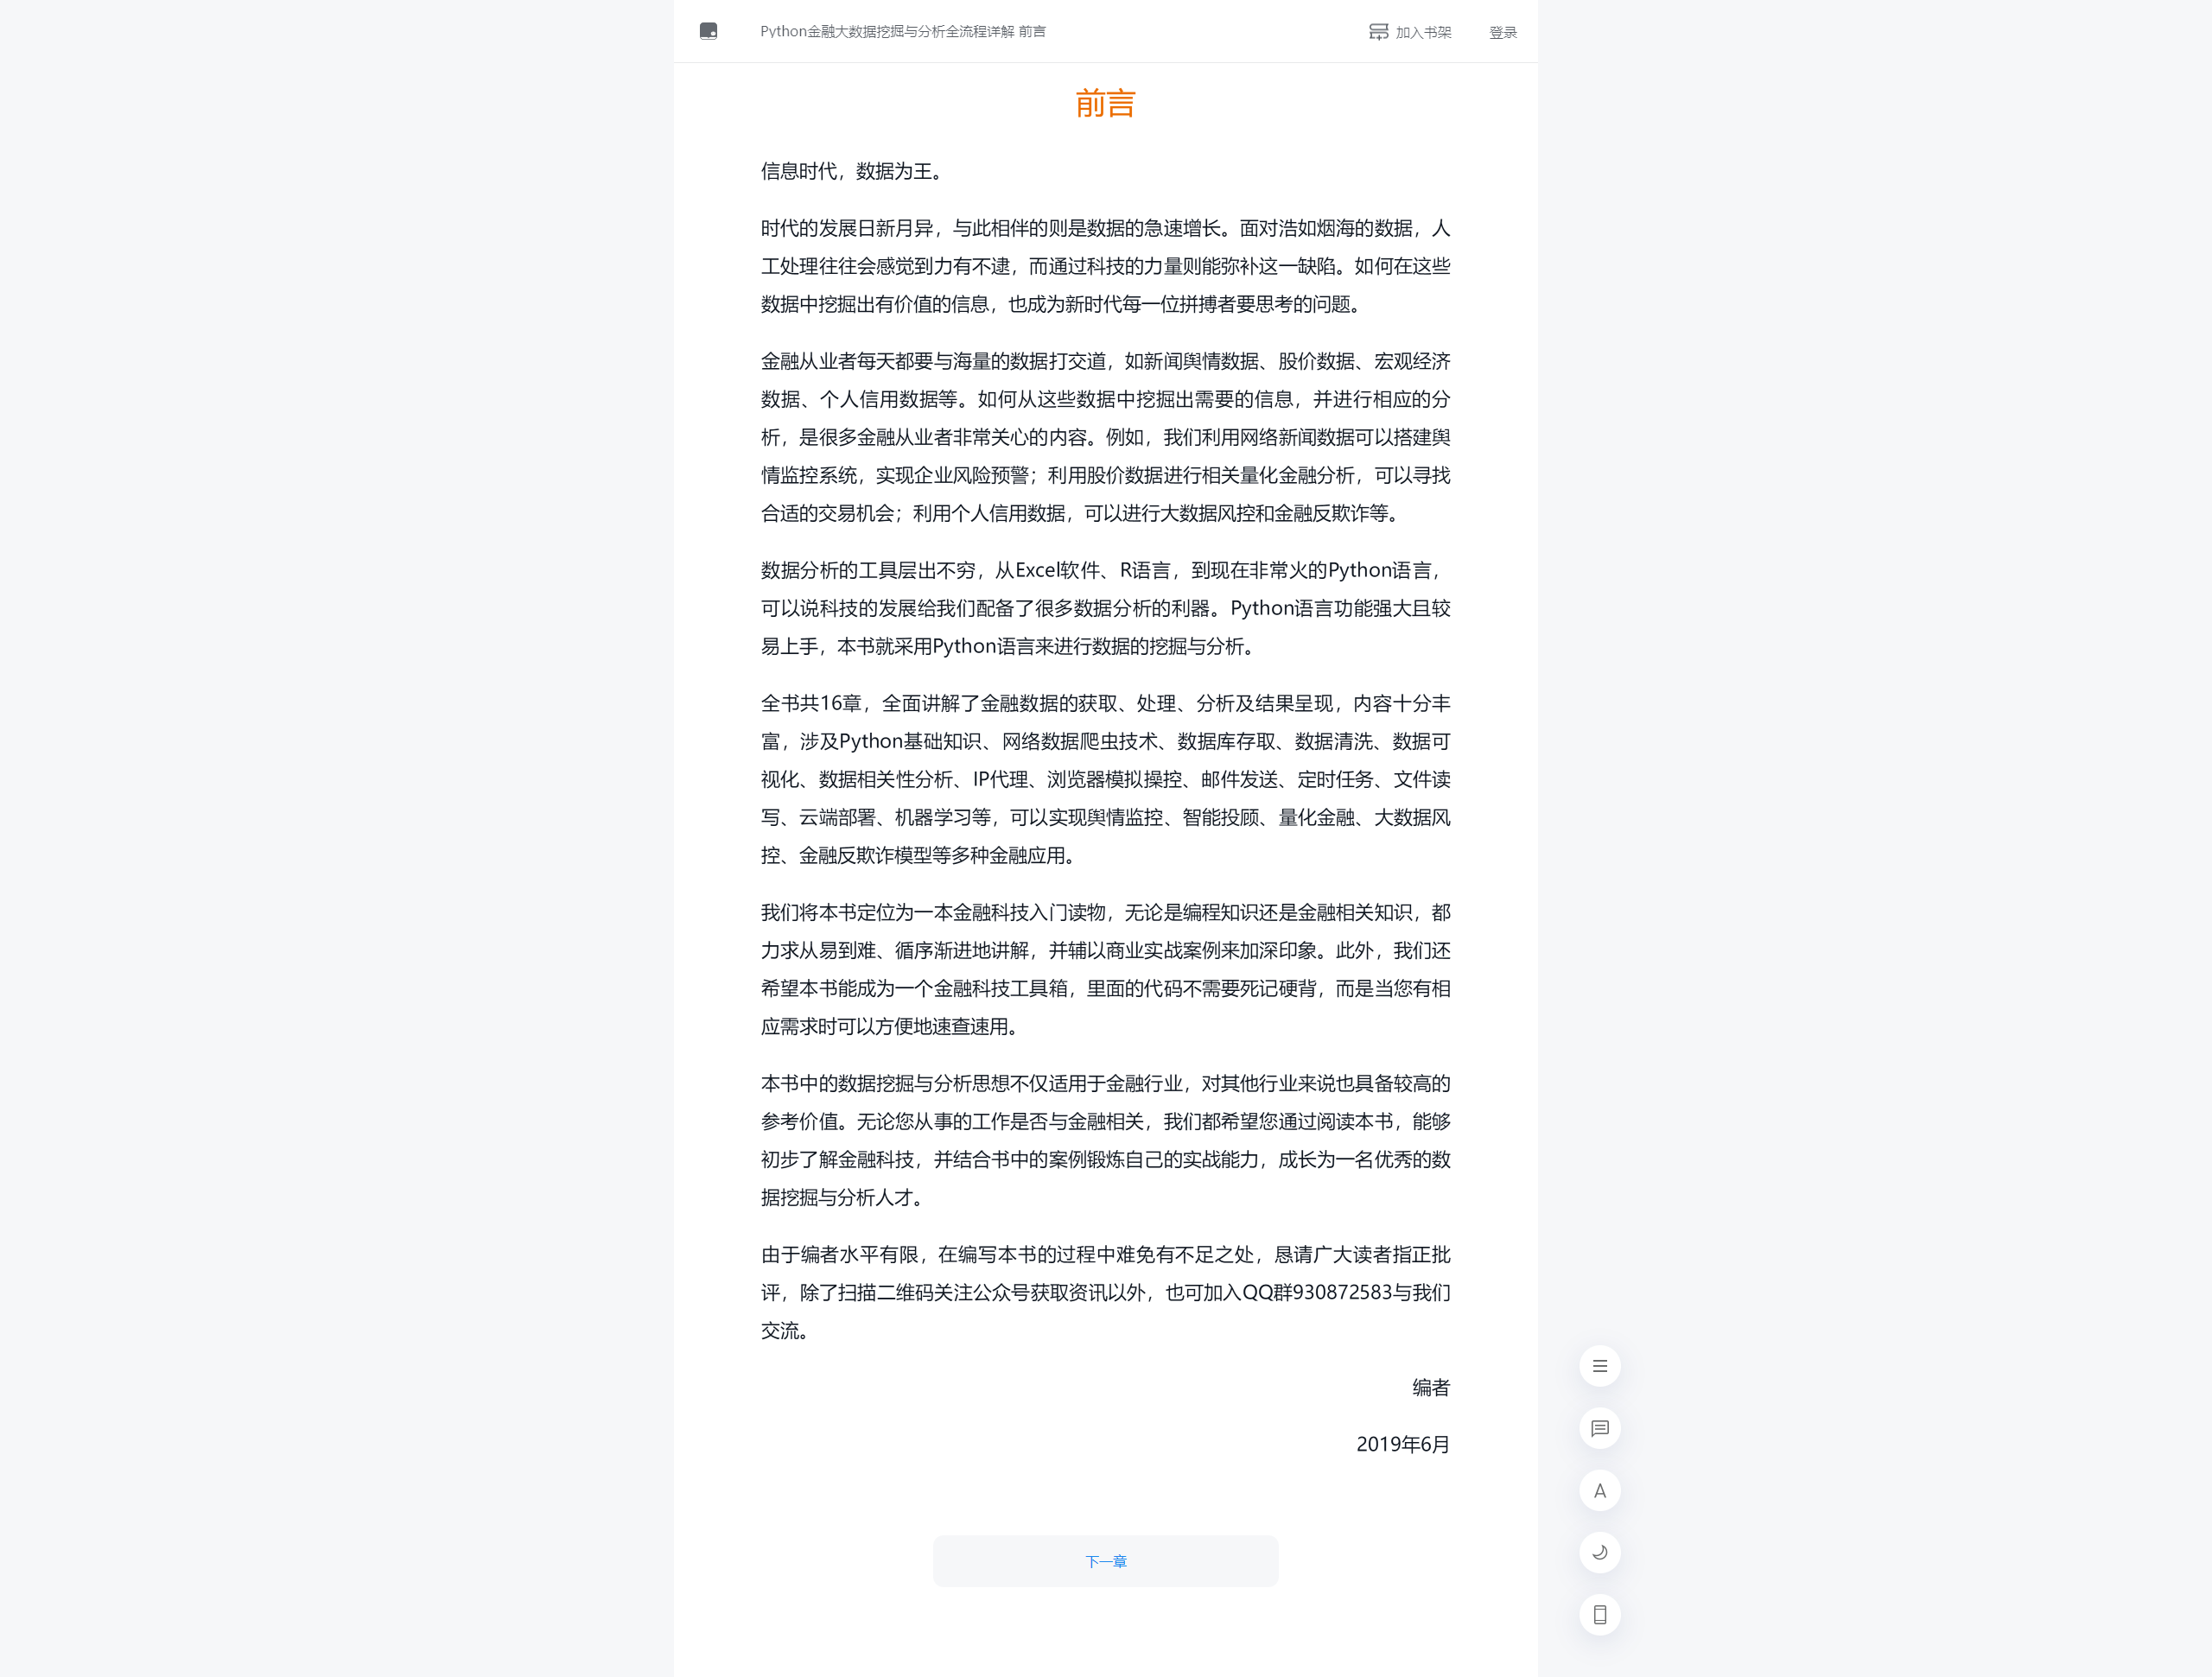 Python金融大数据挖掘与分析全流程详解 前言
加入书架
登录
前言
信息时代，数据为王。
时代的发展日新月异，与此相伴的则是数据的急速增长。面对浩如烟海的数据，人
工处理往往会感觉到力有不逮，而通过科技的力量则能弥补这一缺陷。如何在这些
数据中挖掘出有价值的信息，也成为新时代每一位拼搏者要思考的问题。
金融从业者每天都要与海量的数据打交道，如新闻舆情数据、股价数据、宏观经济
数据、个人信用数据等。如何从这些数据中挖掘出需要的信息，并进行相应的分
析，是很多金融从业者非常关心的内容。例如，我们利用网络新闻数据可以搭建舆
情监控系统，实现企业风险预警；利用股价数据进行相关量化金融分析，可以寻找
合适的交易机会；利用个人信用数据，可以进行大数据风控和金融反欺诈等。
数据分析的工具层出不穷，从Excel软件、R语言，到现在非常火的Python语言，
可以说科技的发展给我们配备了很多数据分析的利器。Python语言功能强大且较
易上手，本书就采用Python语言来进行数据的挖掘与分析。
全书共16章，全面讲解了金融数据的获取、处理、分析及结果呈现，内容十分丰
富，涉及Python基础知识、网络数据爬虫技术、数据库存取、数据清洗、数据可
视化、数据相关性分析、IP代理、浏览器模拟操控、邮件发送、定时任务、文件读
写、云端部署、机器学习等，可以实现舆情监控、智能投顾、量化金融、大数据风
控、金融反欺诈模型等多种金融应用。
我们将本书定位为一本金融科技入门读物，无论是编程知识还是金融相关知识，都
力求从易到难、循序渐进地讲解，并辅以商业实战案例来加深印象。此外，我们还
希望本书能成为一个金融科技工具箱，里面的代码不需要死记硬背，而是当您有相
应需求时可以方便地速查速用。
本书中的数据挖掘与分析思想不仅适用于金融行业，对其他行业来说也具备较高的
参考价值。无论您从事的工作是否与金融相关，我们都希望您通过阅读本书，能够
初步了解金融科技，并结合书中的案例锻炼自己的实战能力，成长为一名优秀的数
据挖掘与分析人才。
由于编者水平有限，在编写本书的过程中难免有不足之处，恳请广大读者指正批
评，除了扫描二维码关注公众号获取资讯以外，也可加入QQ群930872583与我们
交流。
编者
2019年6月
下一章